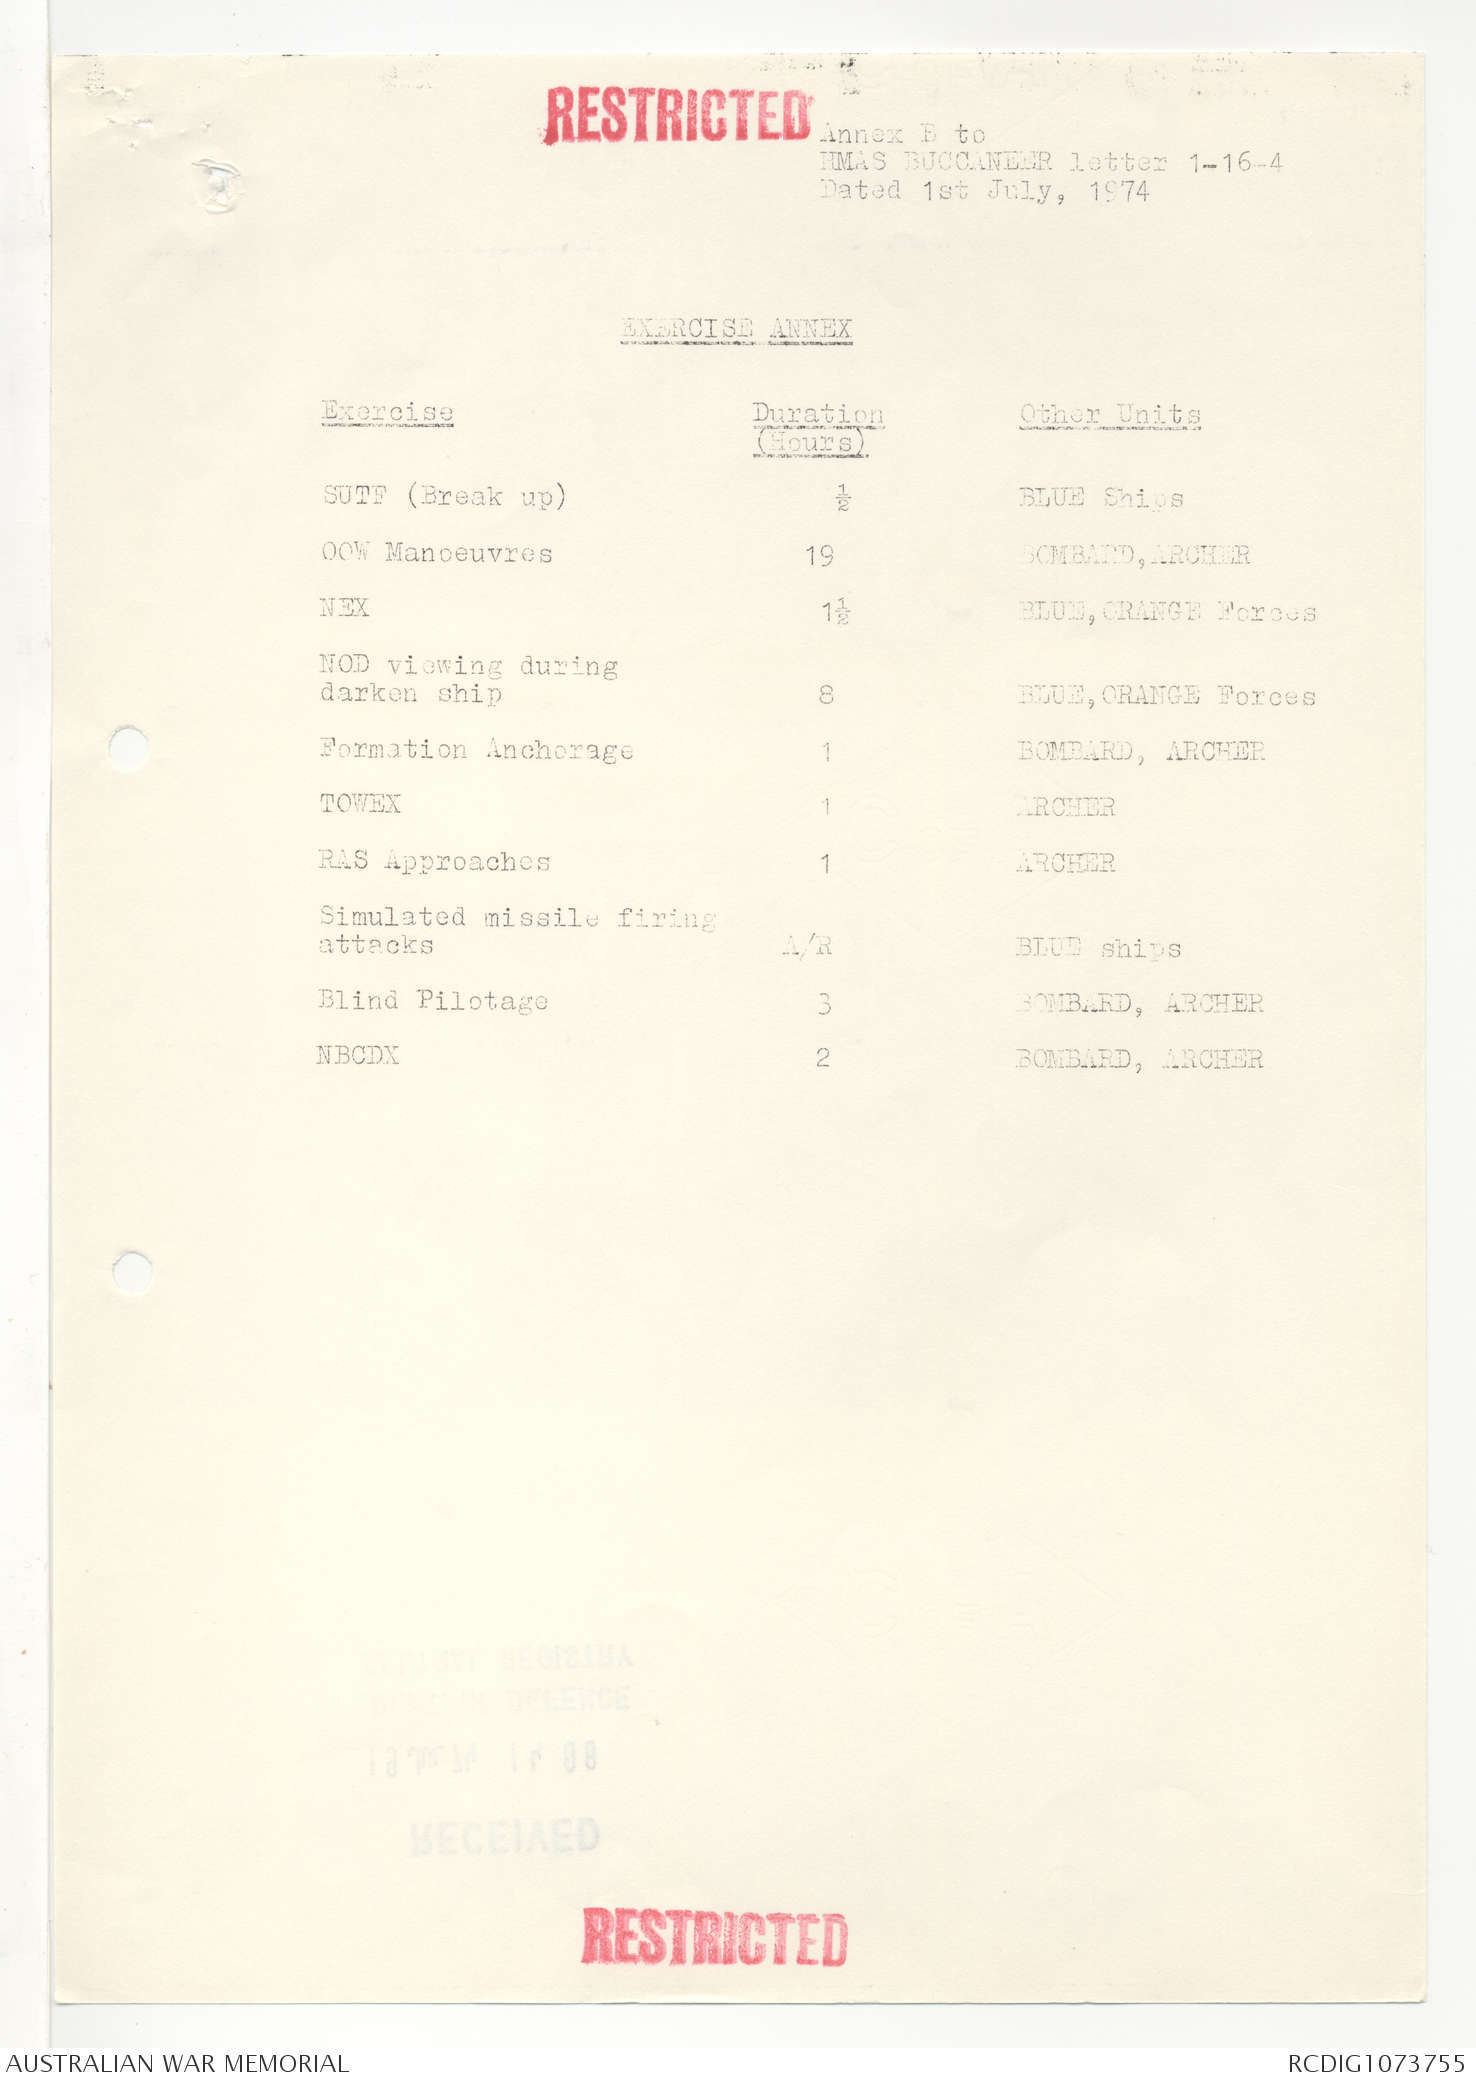 RESTRICTED
Annex B to
HMAS BUCCANEER letter 1-16-4
Dated 1st July, 1974
EXERCISE ANNEX
Exercise Duration Other Units
(Hours)
SUTF (Break up) ½ BLUE Ships
OOW Manoeuvres 19 BOMBARD,ARCHER
NEX 1½ BLUE,ORANGE Forces
NOD viewing during
darken ship 8 BLUE,ORANGE Forces
Formation Anchorage 1 BOMBARD, ARCHER
TOWEX 1 ARCHER
RAS Approaches 1 ARCHER
Simulated missile firing
attacks A/R BLUE ships
Blind Pilotage 3 BOMBARD, ARCHER
NBCDX 2 BOMBARD, ARCHER
REGISTRY
DEFENCE
RECEIVED
RESTRICTED
AUSTRALIAN WAR MEMORIAL RCDIG1073755